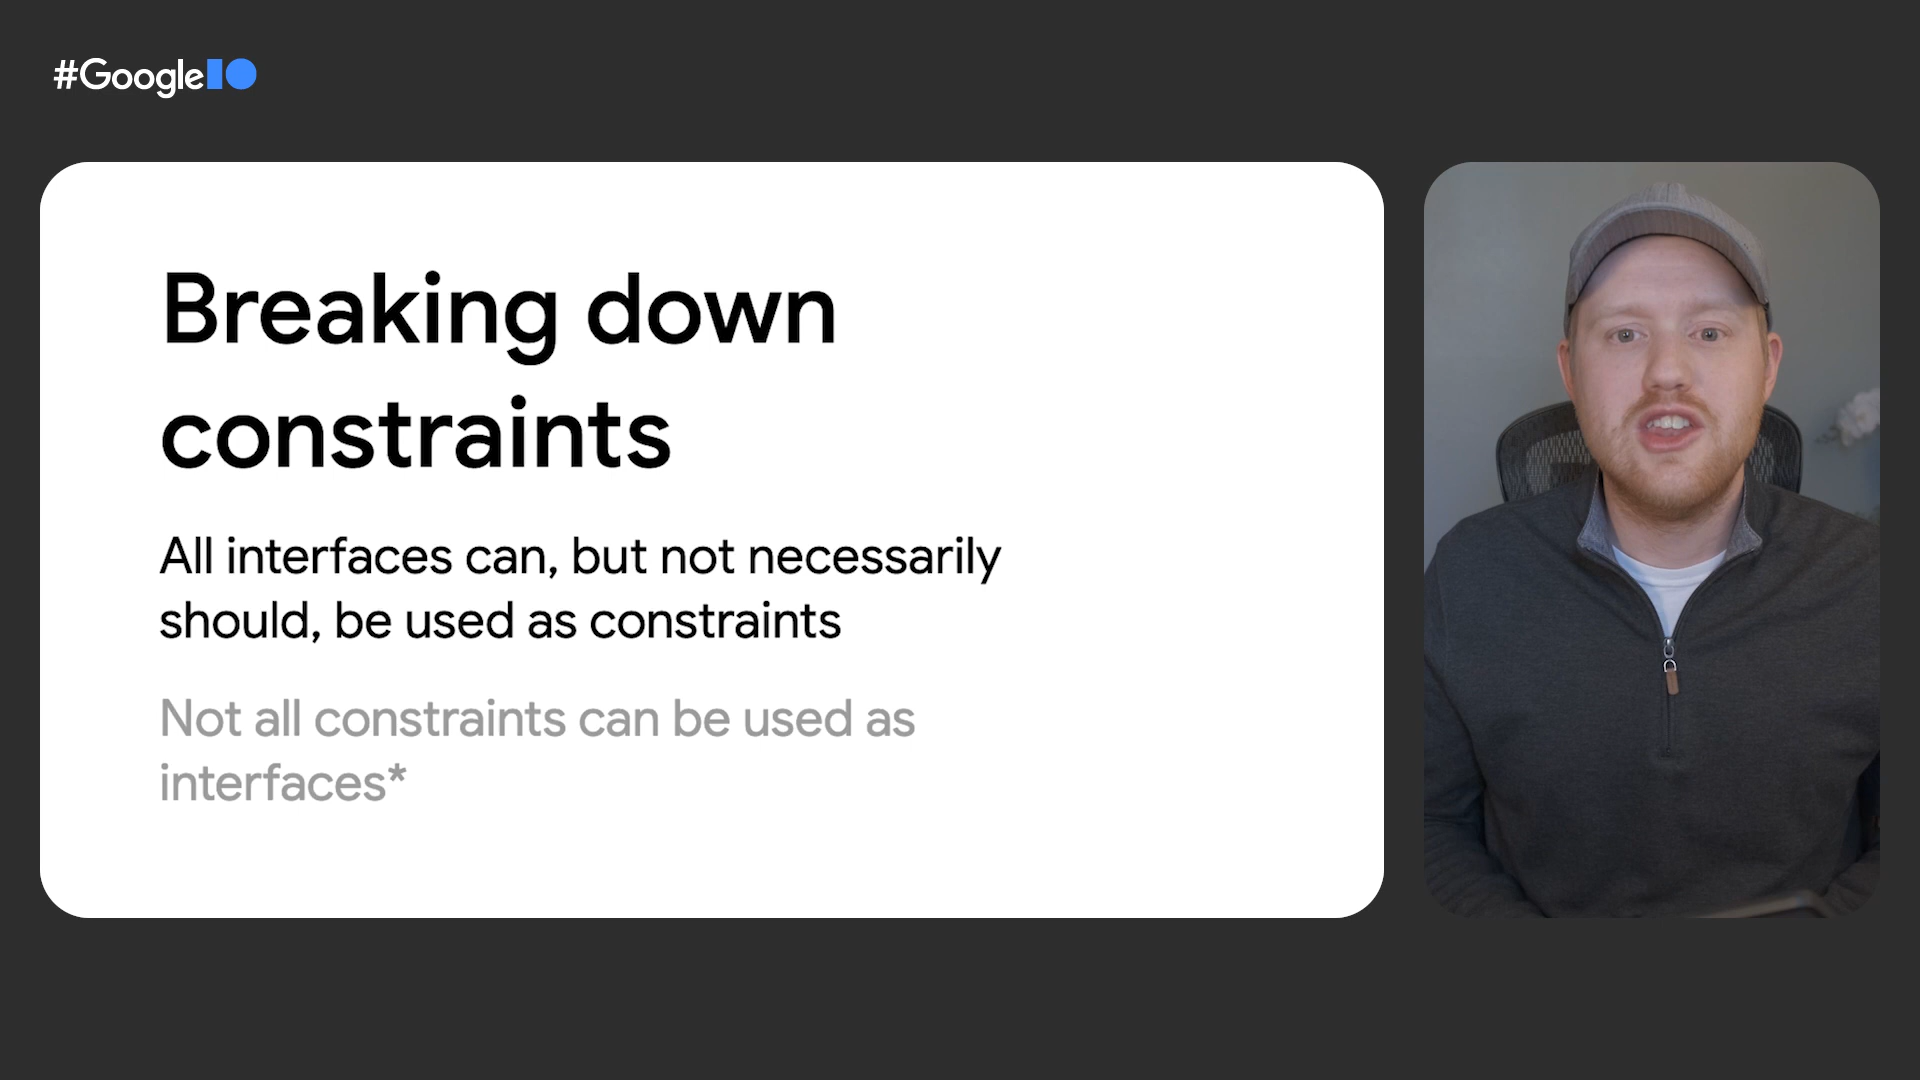 #GoogleIO
Breaking down
constraints
All interfaces can, but not necessarily
should, be used as constraints
Not all constraints can be used as
interfaces*